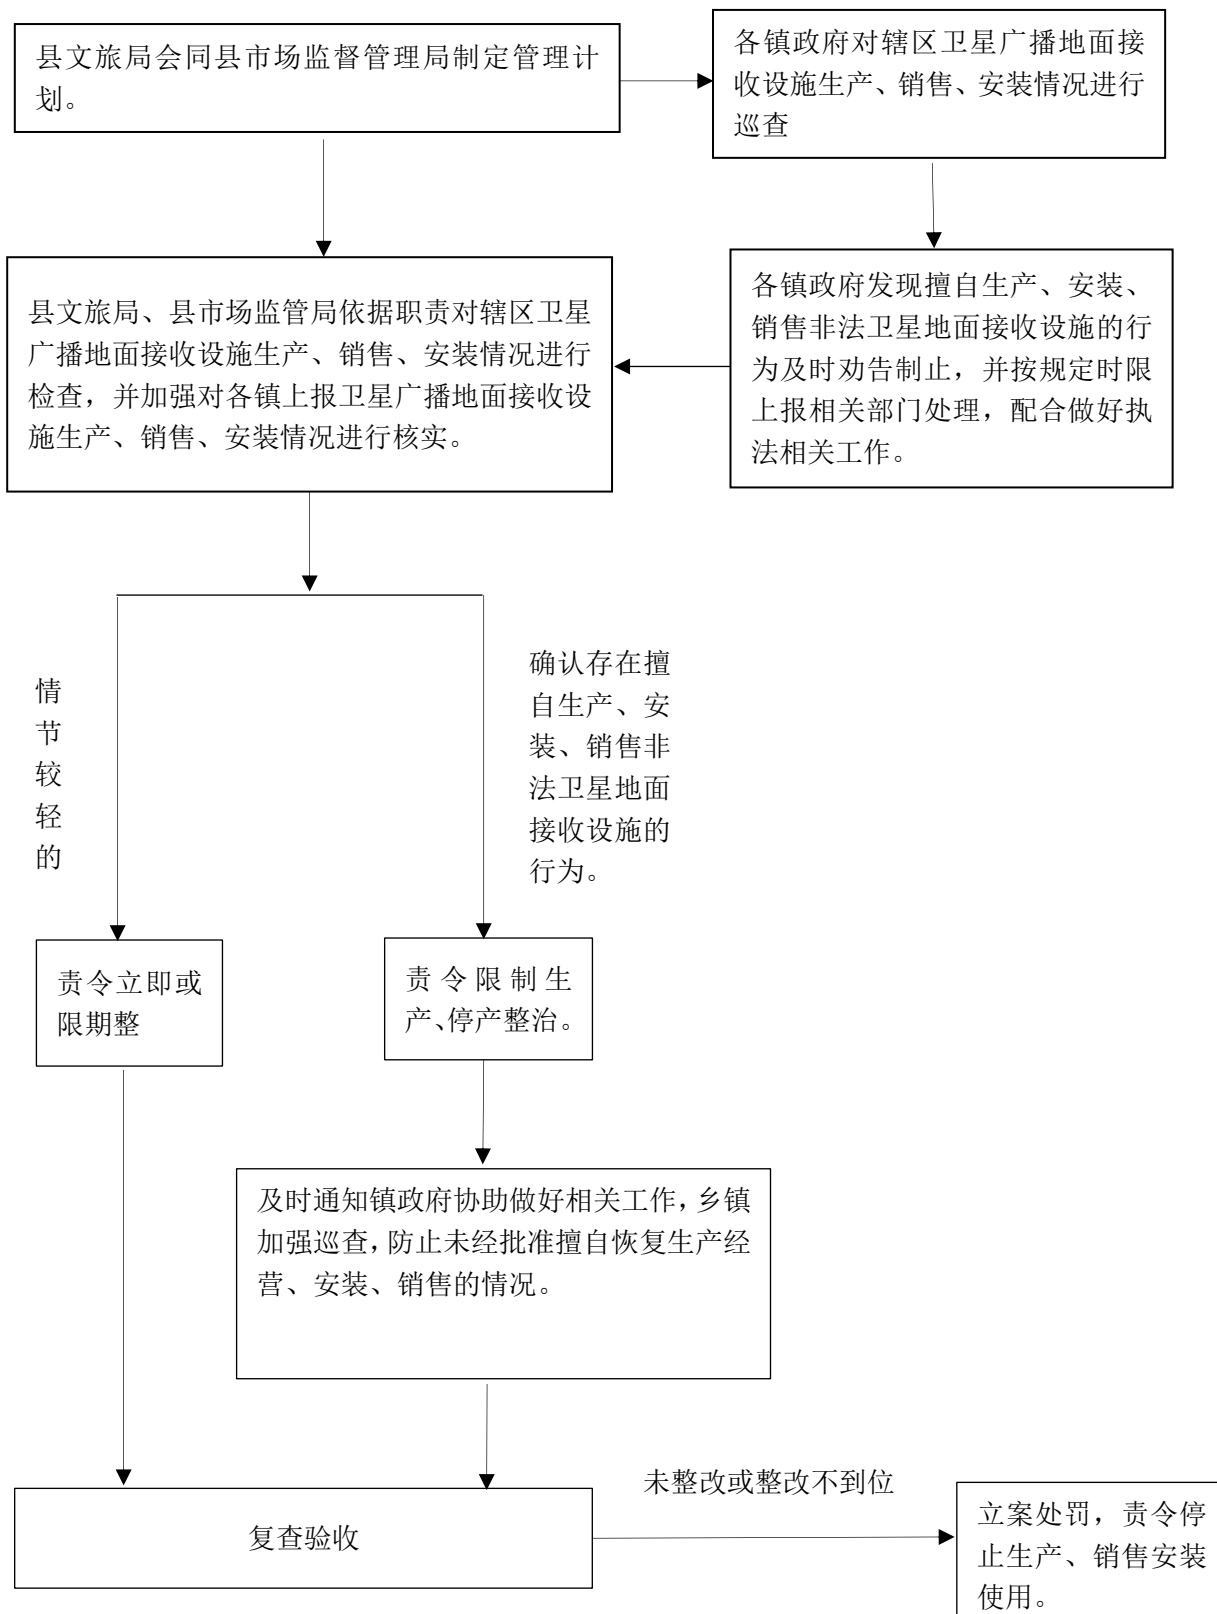 县文旅局会同县市场监督管理局制定管理计
划。
各镇政府对辖区卫星广播地面接
收设施生产、销售、安装情况进行
巡查
县文旅局、县市场监管局依据职责对辖区卫星
广播地面接收设施生产、销售、安装情况进行
检查，并加强对各镇上报卫星广播地面接收设
施生产、销售、安装情况进行核实。
各镇政府发现擅自生产、安装、
销售非法卫星地面接收设施的行
为及时劝告制止，并按规定时限
上报相关部门处理，配合做好执
法相关工作。
情
节
较
轻
的
确认存在擅
自生产、安
装、销售非
法卫星地面
接收设施的
行为。
责令立即或
限期整
责令限制生
产、停产整治。
及时通知镇政府协助做好相关工作，乡镇
加强巡查，防止未经批准擅自恢复生产经
营、安装、销售的情况。
复查验收
未整改或整改不到位
立案处罚，责令停
止生产、销售安装
使用。